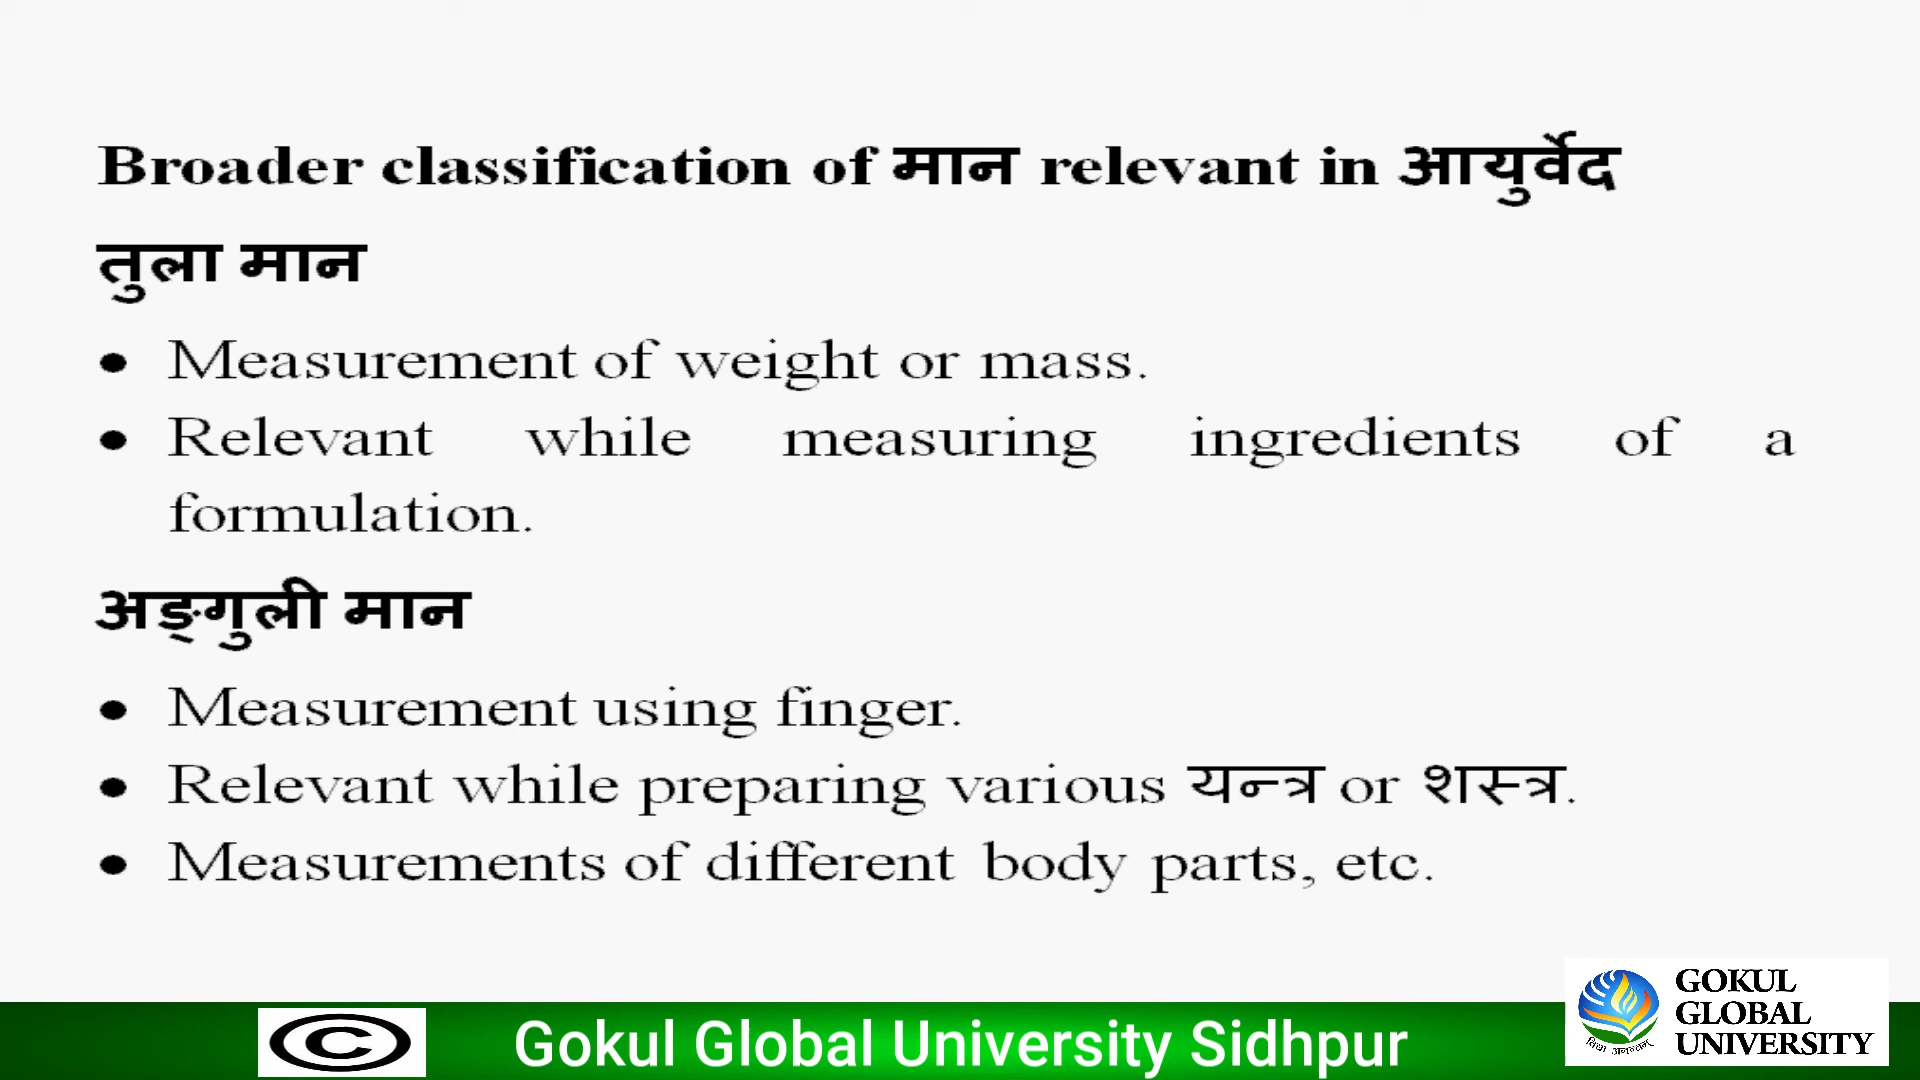 Broader classification of मान relevant in आयुर्वेद
तुला मान
• Measurement of weight or mass.
• Relevant while measuring ingredients of a
formulation.
अङ्गुली मान
• Measurement using finger.
• Relevant while preparing various यन्त्र or शस्त्र.
• Measurements of different body parts, etc.
©
Gokul Global University Sidhpur
GOKUL
GLOBAL
UNIVERSITY